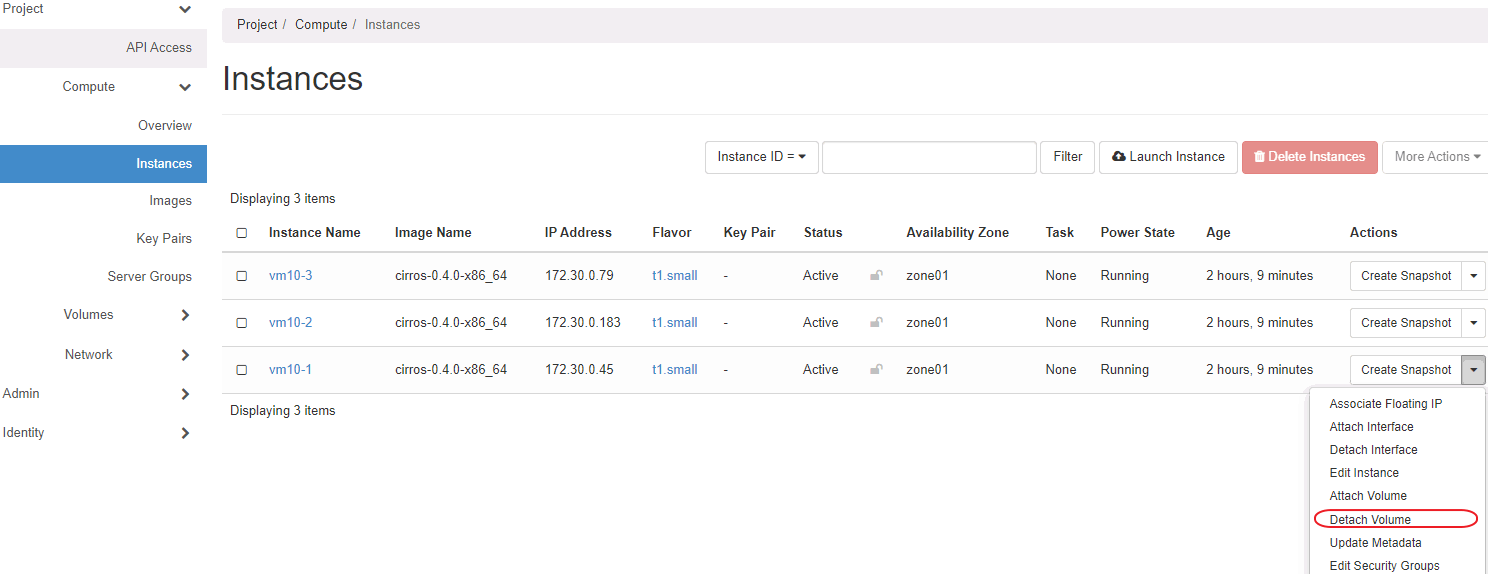 Project
API Access
Compute
Overview
Instances
Images
Key Pairs
Server Groups
Volumes
Network
Admin
Identity
Project / Compute / Instances
Instances
Instance ID = Filter Launch Instance Delete Instances More Actions
Displaying 3 items
Instance Name Image Name IP Address Flavor Key Pair Status Availability Zone Task Power State Age Actions
vm10-3 cirros-0.4.0-x86_64 172.30.0.79 t1.small - Active zone01 None Running 2 hours, 9 minutes Create Snapshot
vm10-2 cirros-0.4.0-x86_64 172.30.0.183 t1.small - Active zone01 None Running 2 hours, 9 minutes Create Snapshot
vm10-1 cirros-0.4.0-x86_64 172.30.0.45 t1.small - Active zone01 None Running 2 hours, 9 minutes Create Snapshot
Displaying 3 items
Associate Floating IP
Attach Interface
Detach Interface
Edit Instance
Attach Volume
Detach Volume
Update Metadata
Edit Security Groups